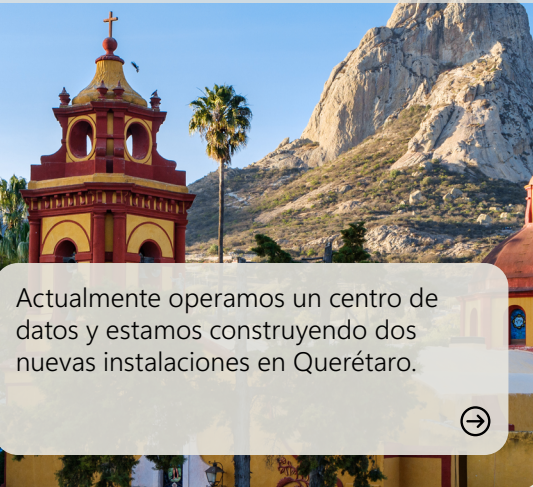 Actualmente operamos un centro de
datos y estamos construyendo dos
nuevas instalaciones en Querétaro.